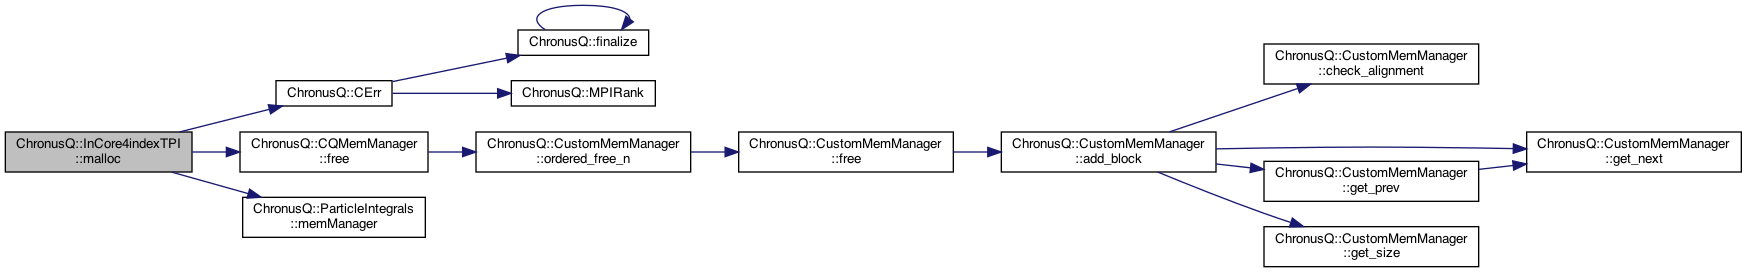 ChronusQ::InCore4indexTPI
::malloc
ChronusQ::CErr
ChronusQ::finalize
ChronusQ::MPIRank
ChronusQ::CQMemManager
::free
ChronusQ::CustomMemManager
::ordered_free_n
ChronusQ::CustomMemManager
::free
ChronusQ::CustomMemManager
::add_block
ChronusQ::CustomMemManager
::check_alignment
ChronusQ::CustomMemManager
::get_next
ChronusQ::CustomMemManager
::get_prev
ChronusQ::CustomMemManager
::get_size
ChronusQ::ParticleIntegrals
::memManager